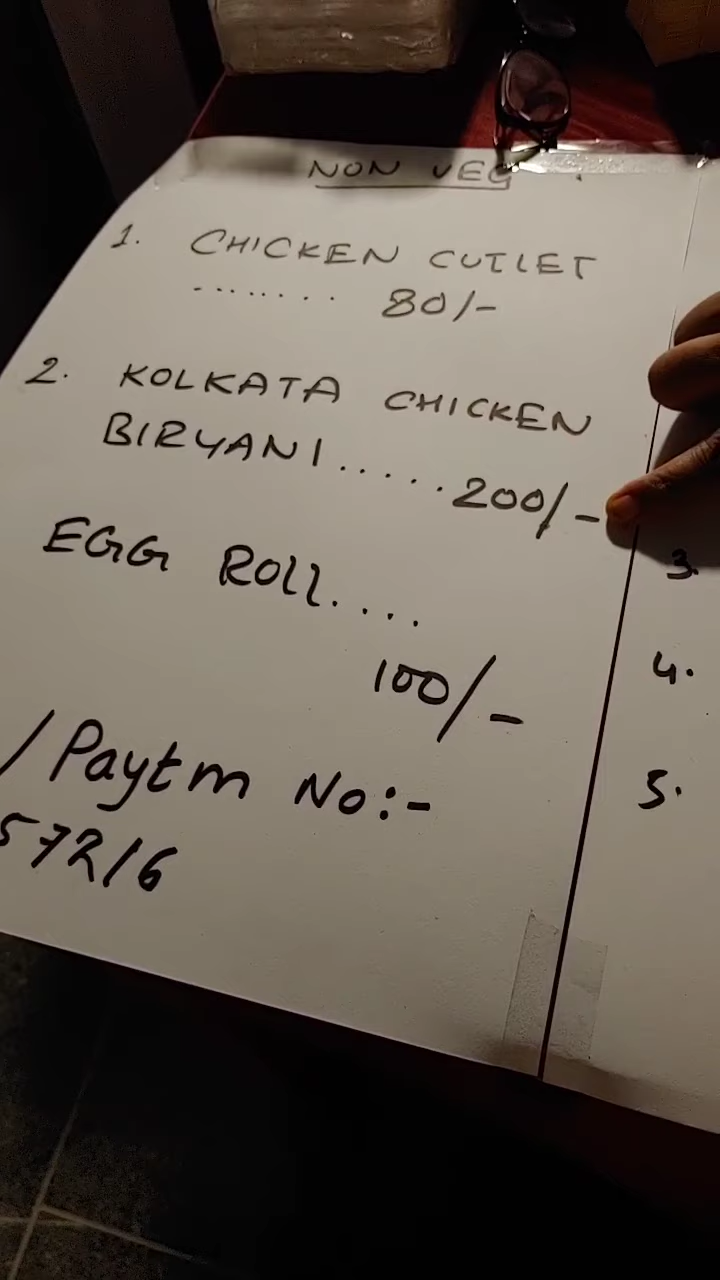 NON VEG
1. CHICKEN CUTLET
........ 80/-
2. KOLKATA CHICKEN
BIRYANI.....200/-
EGG ROLL....
100/-
/Paytm No:-
57216
3.
4.
5.